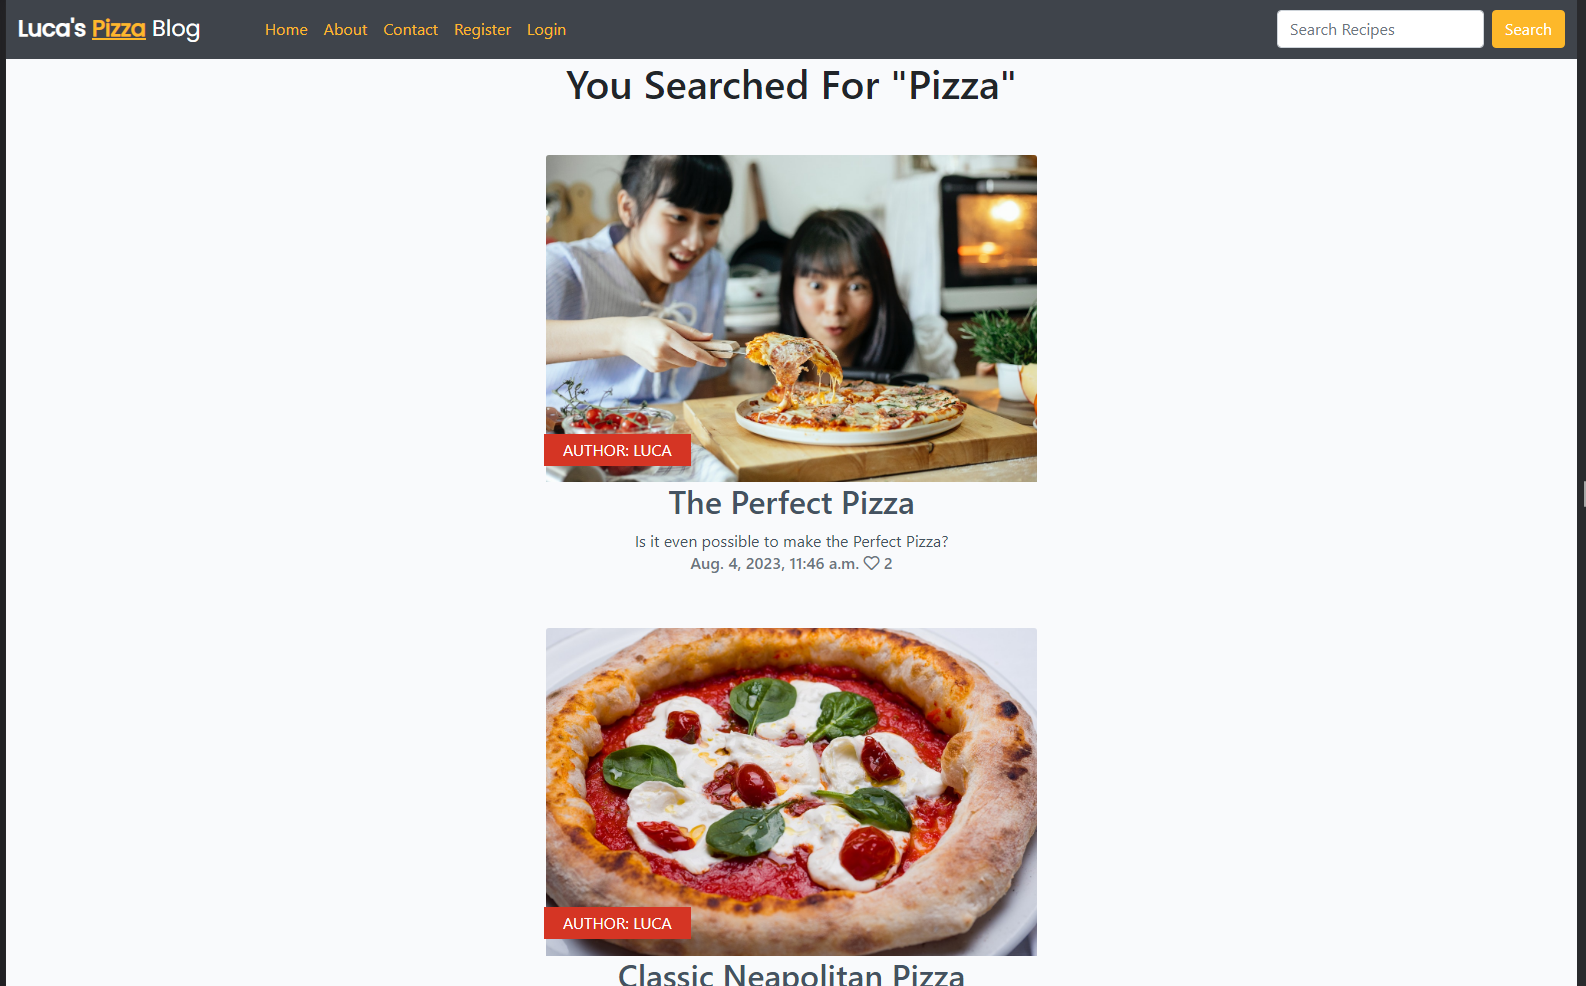 Luca's Pizza Blog Home About Contact Register Login Search Recipes Search
You Searched For "Pizza"
AUTHOR: LUCA
The Perfect Pizza
Is it even possible to make the Perfect Pizza?
Aug. 4, 2023, 11:46 a.m. 2
AUTHOR: LUCA
Classic Neapolitan Pizza